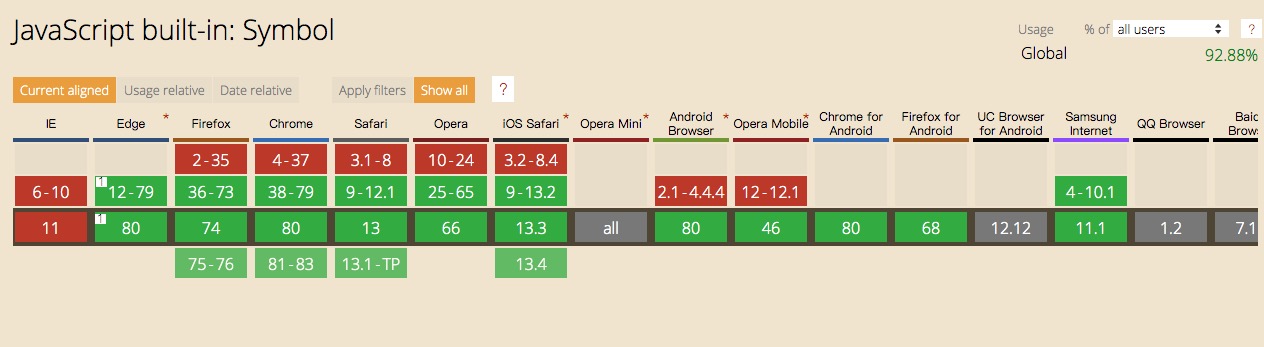 JavaScript built-in: Symbol
Usage % of all users ?
Global 92.88%
Current aligned Usage relative Date relative Apply filters Show all ?
IE Edge * Firefox Chrome Safari Opera iOS Safari * Opera Mini * Android Browser * Opera Mobile * Chrome for Android Firefox for Android UC Browser for Android Samsung Internet QQ Browser Baid Brows
2-35 4-37 3.1-8 10-24 3.2-8.4
6-10 1 12-79 36-73 38-79 9-12.1 25-65 9-13.2 2.1-4.4.4 12-12.1 4-10.1
11 1 80 74 80 13 66 13.3 all 80 46 80 68 12.12 11.1 1.2 7.1
75-76 81-83 13.1-TP 13.4